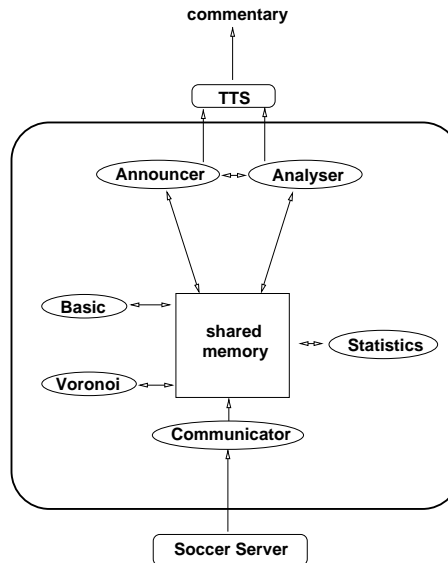 commentary
TTS
Announcer
Analyser
Basic
shared
memory
Statistics
Voronoi
Communicator
Soccer Server